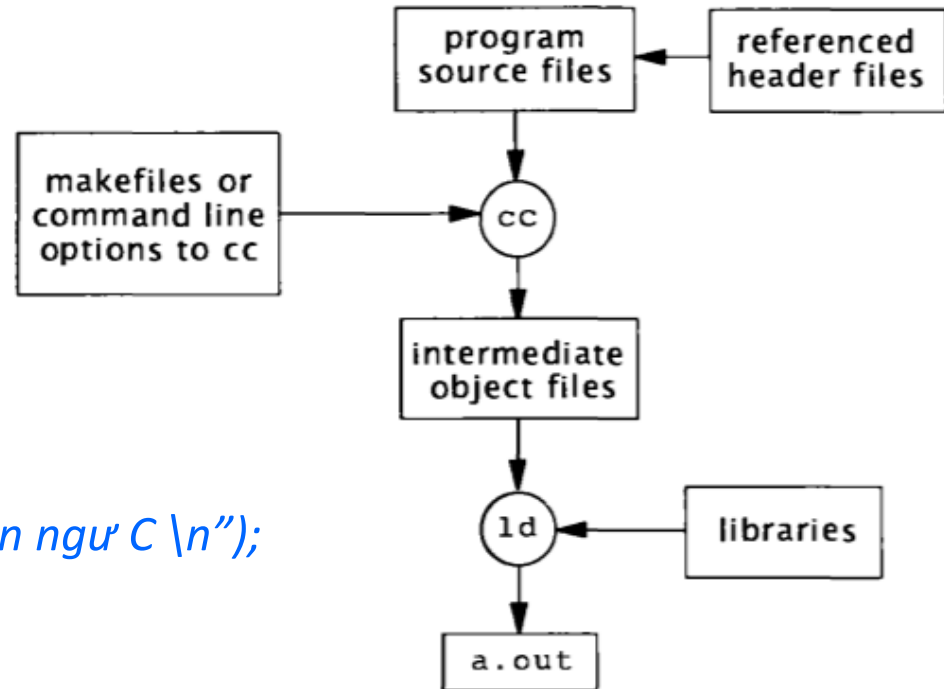 program
source files
referenced
header files
makefiles or
command line
options to cc
cc
intermediate
object files
n ngư C \n”);
ld
libraries
a.out